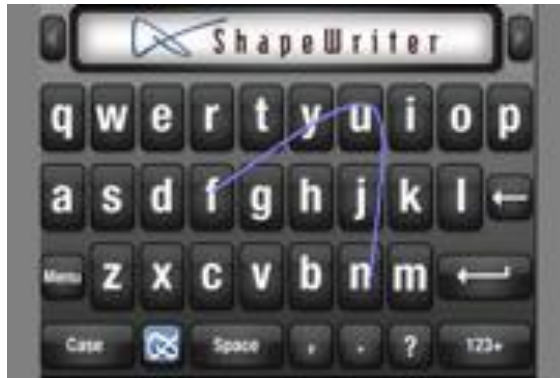 ShapeWriter
q w e r t y u i o p
a s d f g h j k l
Menu z x c v b n m
Case Space , . ? 123+